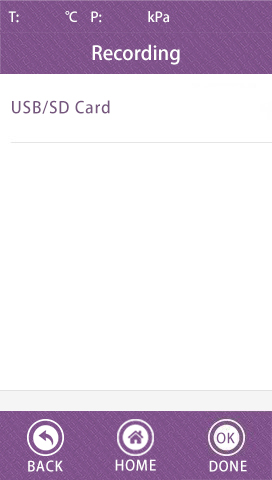 T: ℃ P: kPa
Recording
USB/SD Card
OK
BACK HOME DONE